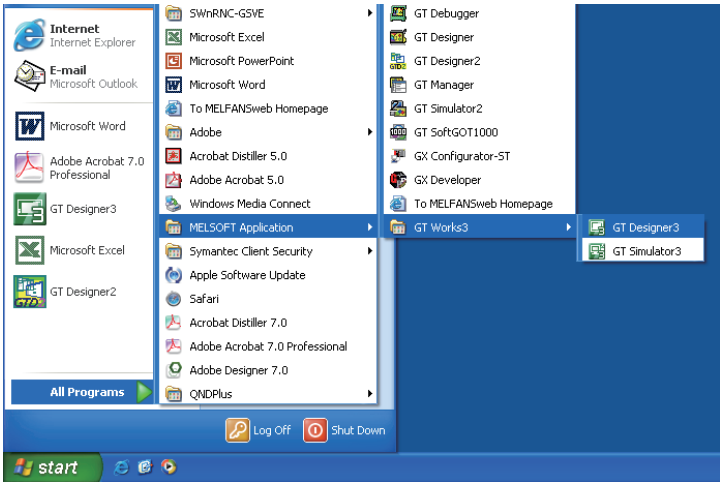 Internet
Internet Explorer
E-mail
Microsoft Outlook
Microsoft Word
Adobe Acrobat 7.0
Professional
GT Designer3
Microsoft Excel
GT Designer2
All Programs
SWnRNC-GSVE
Microsoft Excel
Microsoft PowerPoint
Microsoft Word
To MELFANSweb Homepage
Adobe
Acrobat Distiller 5.0
Adobe Acrobat 5.0
Windows Media Connect
MELSOFT Application
Symantec Client Security
Apple Software Update
Safari
Acrobat Distiller 7.0
Adobe Acrobat 7.0 Professional
Adobe Designer 7.0
QNDPlus
GT Debugger
GT Designer
GT Designer2
GT Manager
GT Simulator2
GT SoftGOT1000
GX Configurator-ST
GX Developer
To MELFANSweb Homepage
GT Works3
GT Designer3
GT Simulator3
Log Off
Shut Down
start